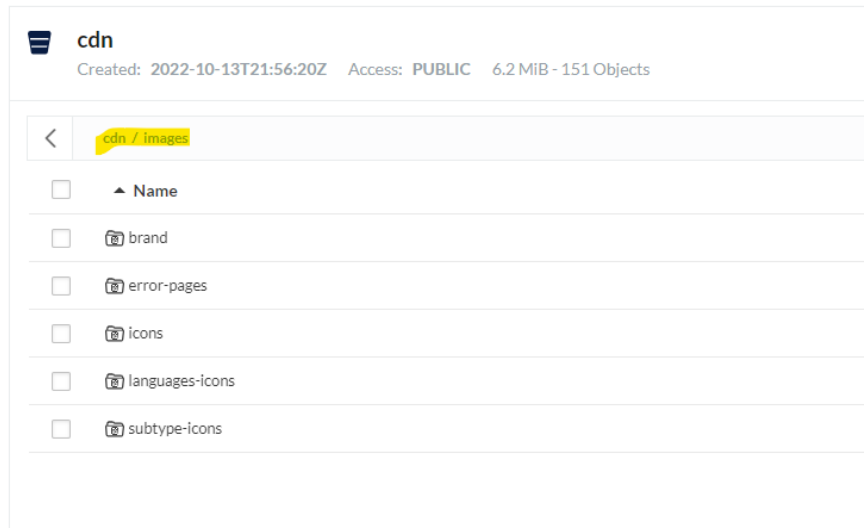 cdn
Created: 2022-10-13T21:56:20Z Access: PUBLIC 6.2 MiB - 151 Objects
cdn / images
Name
brand
error-pages
icons
languages-icons
subtype-icons